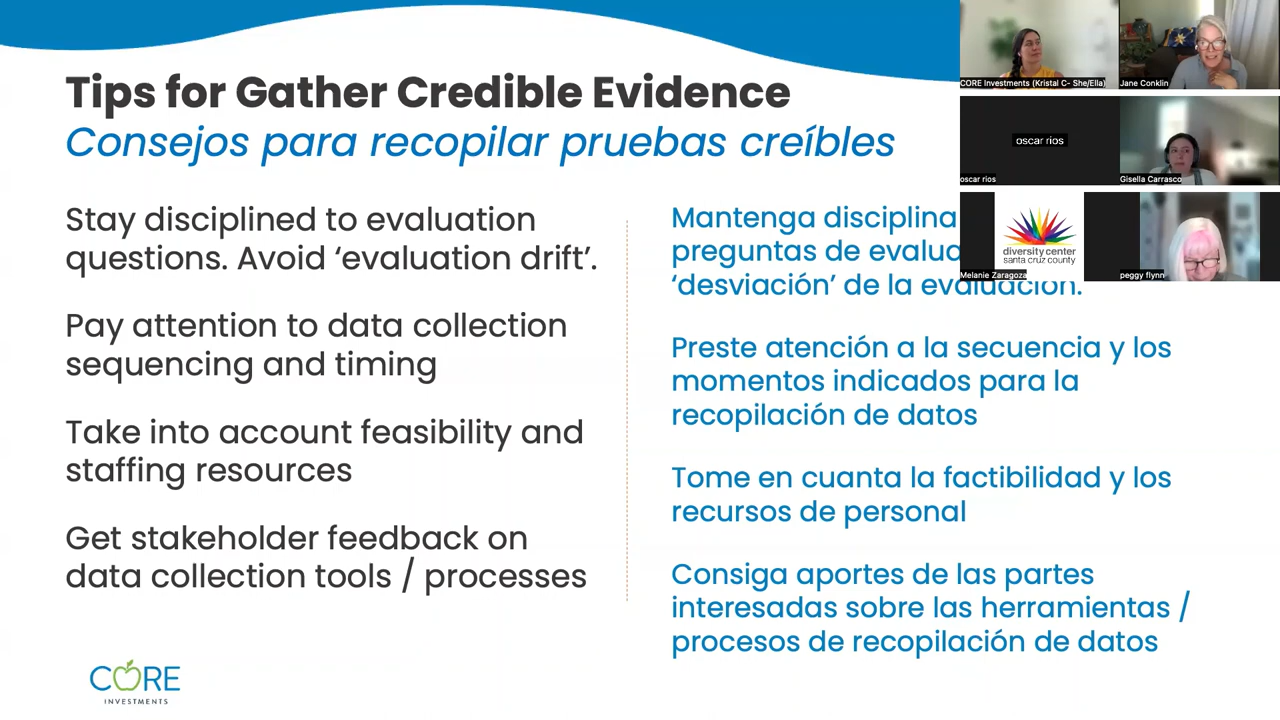 Tips for Gather Credible Evidence
Consejos para recopilar pruebas creíbles
Stay disciplined to evaluation
questions. Avoid ‘evaluation drift’.
Pay attention to data collection
sequencing and timing
Take into account feasibility and
staffing resources
Get stakeholder feedback on
data collection tools / processes
Mantenga disciplina
preguntas de evalua
‘desviación’ de la evaluación.
Preste atención a la secuencia y los
momentos indicados para la
recopilación de datos
Tome en cuanta la factibilidad y los
recursos de personal
Consiga aportes de las partes
interesadas sobre las herramientas /
procesos de recopilación de datos
CORE
INVESTMENTS
CORE Investments (Kristal C- She/Ella)
Jane Conklin
oscar rios
oscar rios
Gisella Carrasco
diversity center
santa cruz county
Melanie Zaragoza
peggy flynn